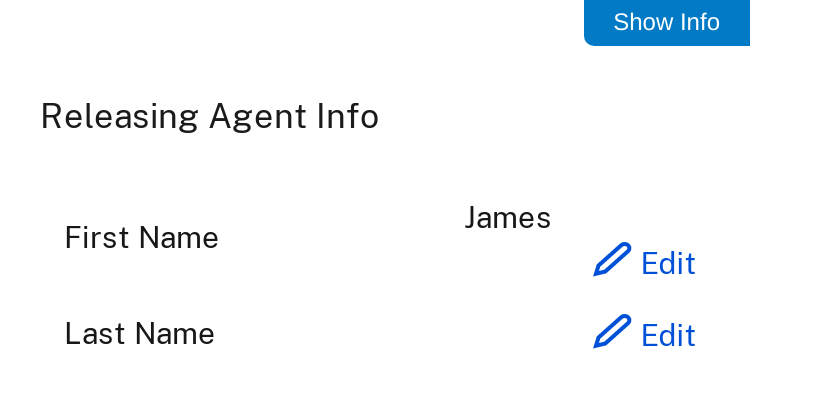 Show Info
Releasing Agent Info
First Name
James
Edit
Last Name
Edit